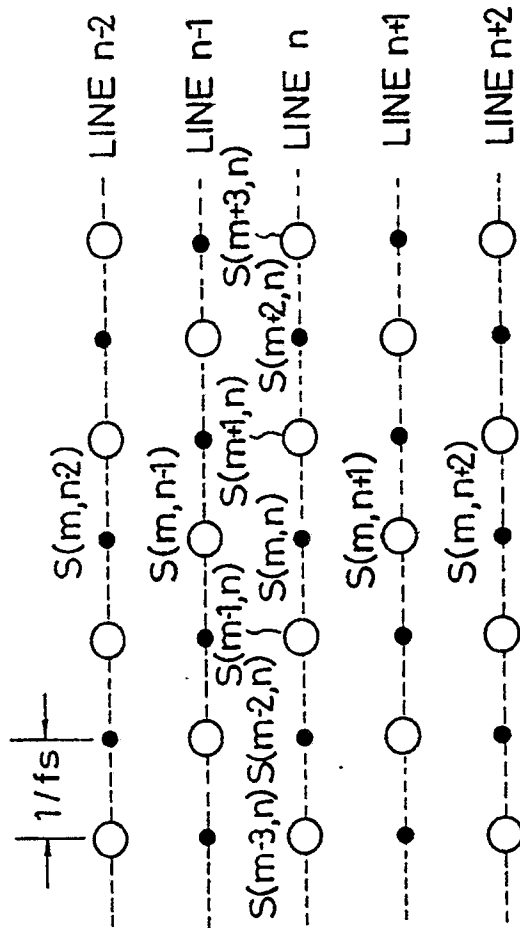 1/fs
S(m,n-2)
LINE n-2
S(m,n-1)
LINE n-1
S(m-3,n)
S(m-2,n)
S(m-1,n)
S(m,n)
S(m+1,n)
S(m+2,n)
S(m+3,n)
LINE n
S(m,n+1)
LINE n+1
S(m,n+2)
LINE n+2